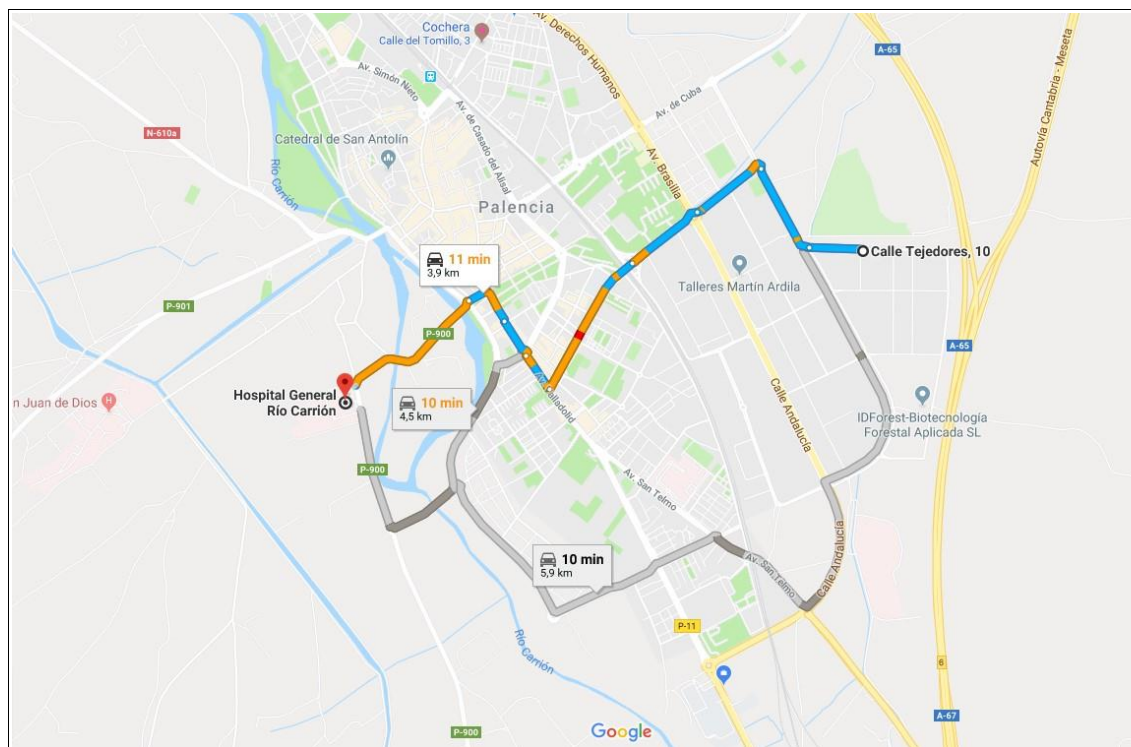 Cochera
Calle del Tomillo, 3
Av. Derechos Humanos
A-65
Autovía Cantabria - Meseta
Av. Simón Nieto
Av. de Cuba
N-610a
Av. de Casado del Alisal
Catedral de San Antolín
Río Carrión
Av. Brasilia
Palencia
Calle Tejedores, 10
11 min
3,9 km
Talleres Martín Ardila
P-901
P-900
A-65
Hospital General
Río Carrión
n Juan de Dios
H
10 min
4,5 km
Av. Valladolid
Calle Andalucía
IDForest-Biotecnología
Forestal Aplicada SL
P-900
Av. San Telmo
10 min
5,9 km
Av. San Telmo
Calle Andalucía
P-11
Río Carrión
6
A-67
P-900
Google